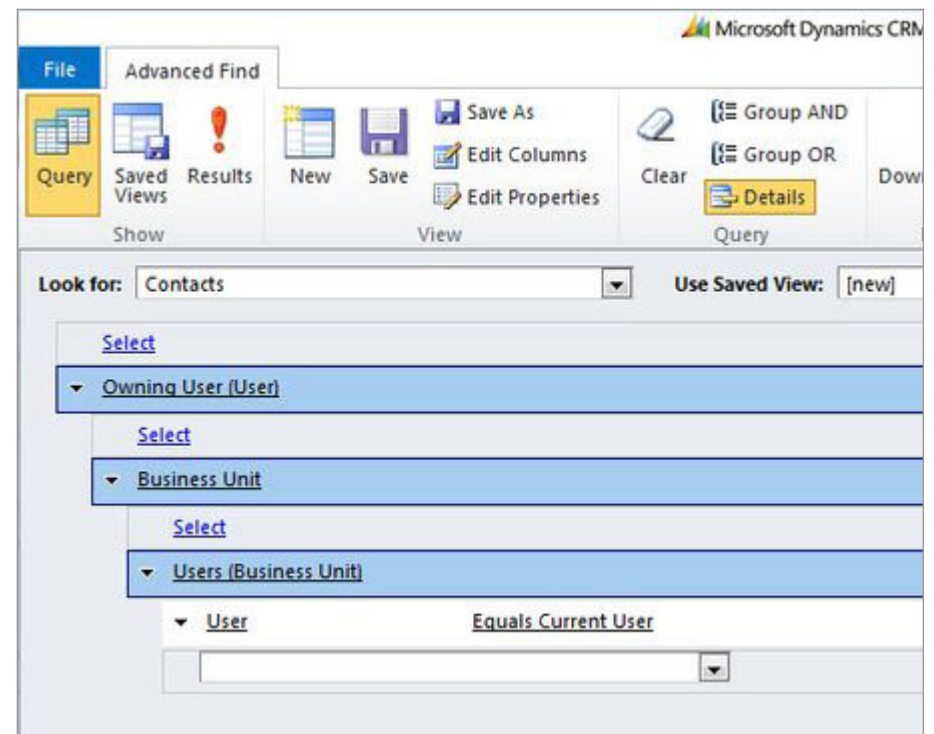 Microsoft Dynamics CRM
File
Advanced Find
Query
Saved Views
Results
New
Save
Save As
Edit Columns
Edit Properties
Clear
Group AND
Group OR
Details
Show
View
Query
Look for: Contacts
Use Saved View: [new]
Select
Owning User (User)
Select
Business Unit
Select
Users (Business Unit)
User Equals Current User